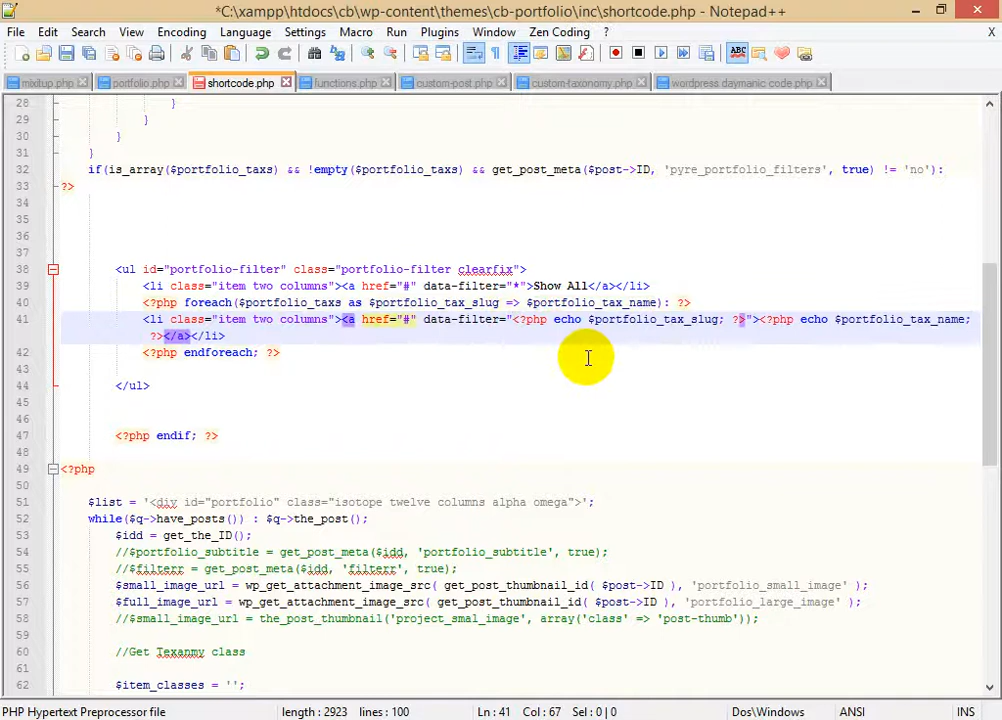 *C:\xampp\htdocs\cb\wp-content\themes\cb-portfolio\inc\shortcode.php - Notepad++
File Edit Search View Encoding Language Settings Macro Run Plugins Window Zen Coding ? X
mixitup.php portfolio.php shortcode.php functions.php custom-post.php custom-taxonomy.php wordpress daymanic code.php
28 }
29 }
30 }
31 }
32 if(is_array($portfolio_taxs) && !empty($portfolio_taxs) && get_post_meta($post->ID, 'pyre_portfolio_filters', true) != 'no'):
33 ?>
34
35
36
37
38 <ul id="portfolio-filter" class="portfolio-filter clearfix">
39 <li class="item two columns"><a href="#" data-filter="*">Show All</a></li>
40 <?php foreach($portfolio_taxs as $portfolio_tax_slug => $portfolio_tax_name): ?>
41 <li class="item two columns"><a href="#" data-filter="<?php echo $portfolio_tax_slug; ?>"><?php echo $portfolio_tax_name;
?></a></li>
42 <?php endforeach; ?>
43
44 </ul>
45
46
47 <?php endif; ?>
48
49 <?php
50
51 $list = '<div id="portfolio" class="isotope twelve columns alpha omega">';
52 while($q->have_posts()) : $q->the_post();
53 $idd = get_the_ID();
54 //$portfolio_subtitle = get_post_meta($idd, 'portfolio_subtitle', true);
55 //$filterr = get_post_meta($idd, 'filterr', true);
56 $small_image_url = wp_get_attachment_image_src( get_post_thumbnail_id( $post->ID ), 'portfolio_small_image' );
57 $full_image_url = wp_get_attachment_image_src( get_post_thumbnail_id( $post->ID ), 'portfolio_large_image' );
58 //$small_image_url = the_post_thumbnail('project_smal_image', array('class' => 'post-thumb'));
59
60 //Get Texanmy class
61
62 $item_classes = '';
PHP Hypertext Preprocessor file length : 2923 lines : 100 Ln : 41 Col : 67 Sel : 0 | 0 Dos\Windows ANSI INS